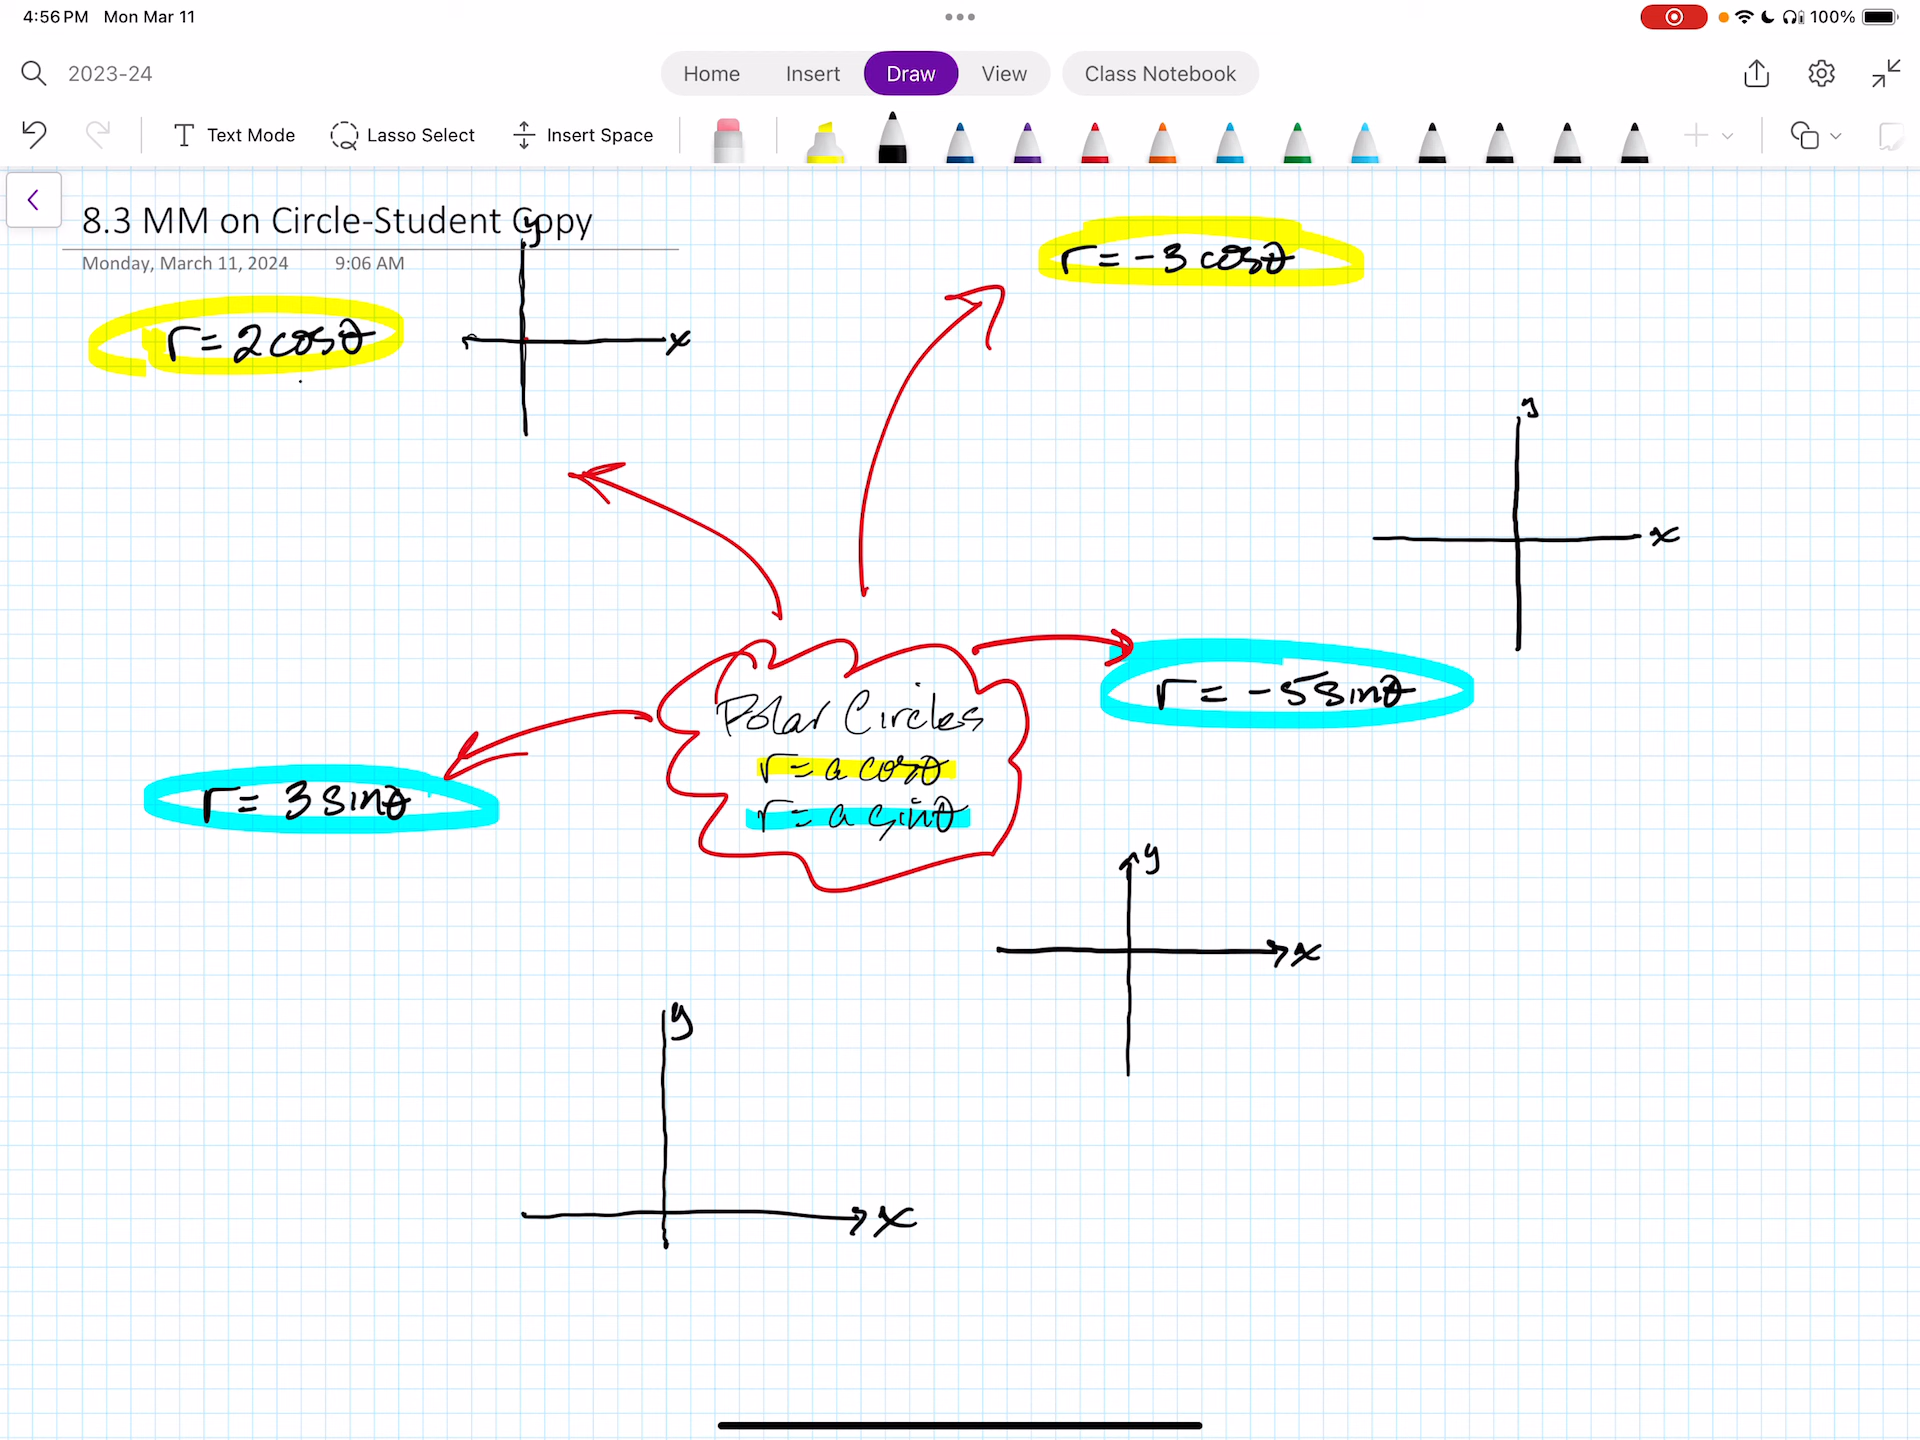 4:56 PM Mon Mar 11
100%
2023-24
Home Insert Draw View Class Notebook
Text Mode Lasso Select Insert Space
8.3 MM on Circle-Student Copy
Monday, March 11, 2024 9:06 AM
y
r = -3 cosθ
r = 2 cosθ
x
y
x
r = -5 sinθ
Polar Circles
r = a cosθ
r = a sinθ
r = 3 sinθ
y
x
y
x